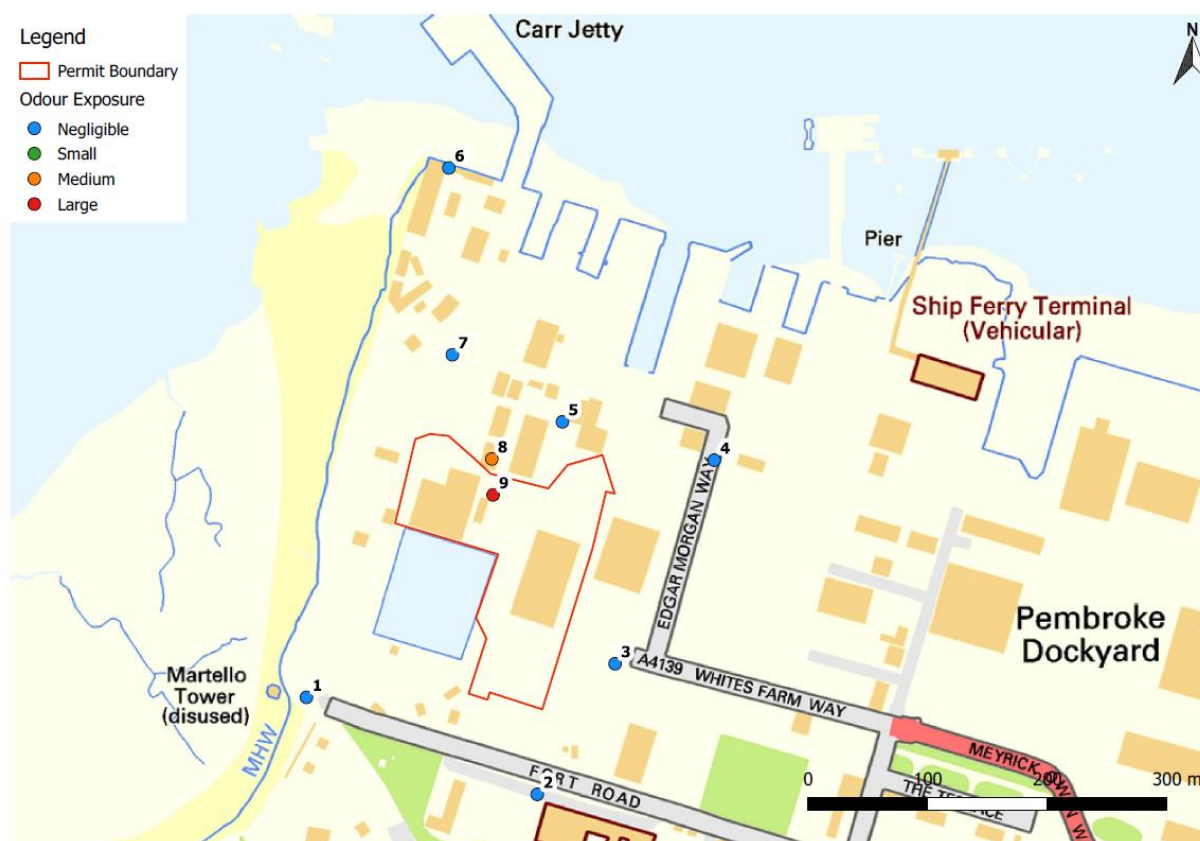 Legend
Permit Boundary
Odour Exposure
Negligible
Small
Medium
Large
Carr Jetty
N
6
Pier
Ship Ferry Terminal
(Vehicular)
7
5
8
4
9
EDGAR MORGAN WAY
Pembroke
Dockyard
3
A4139 WHITES FARM WAY
Martello
Tower
(disused)
1
MHW
MEYRICK
0
100
200
300 m
FORT ROAD
2
THE TERRACE